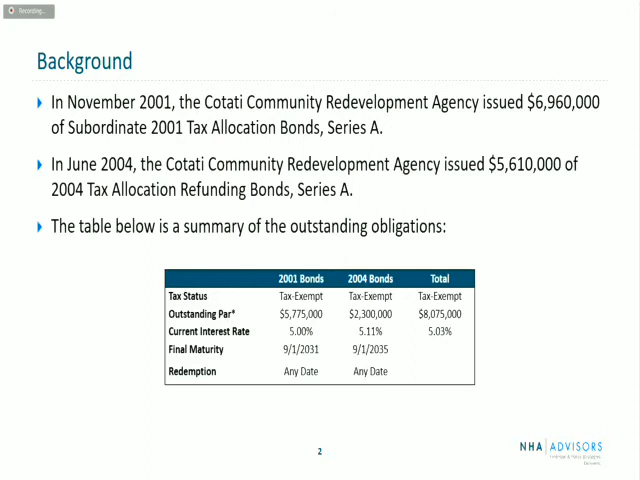 Recording...
Background
In November 2001, the Cotati Community Redevelopment Agency issued $6,960,000
of Subordinate 2001 Tax Allocation Bonds, Series A.
In June 2004, the Cotati Community Redevelopment Agency issued $5,610,000 of
2004 Tax Allocation Refunding Bonds, Series A.
The table below is a summary of the outstanding obligations:
2001 Bonds 2004 Bonds Total
Tax Status Tax-Exempt Tax-Exempt Tax-Exempt
Outstanding Par* $5,775,000 $2,300,000 $8,075,000
Current Interest Rate 5.00% 5.11% 5.03%
Final Maturity 9/1/2031 9/1/2035
Redemption Any Date Any Date
2
NHA ADVISORS